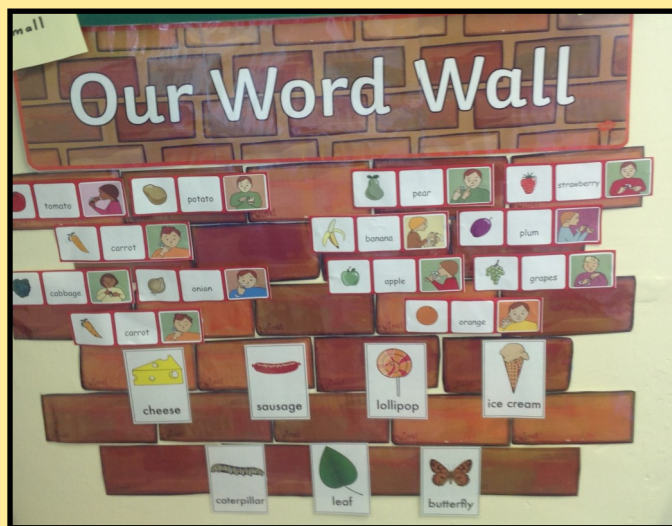 mall
Our Word Wall
tomato
potato
pear
strawberry
carrot
banana
plum
cabbage
onion
apple
grapes
carrot
orange
cheese
sausage
lollipop
ice cream
caterpillar
leaf
butterfly